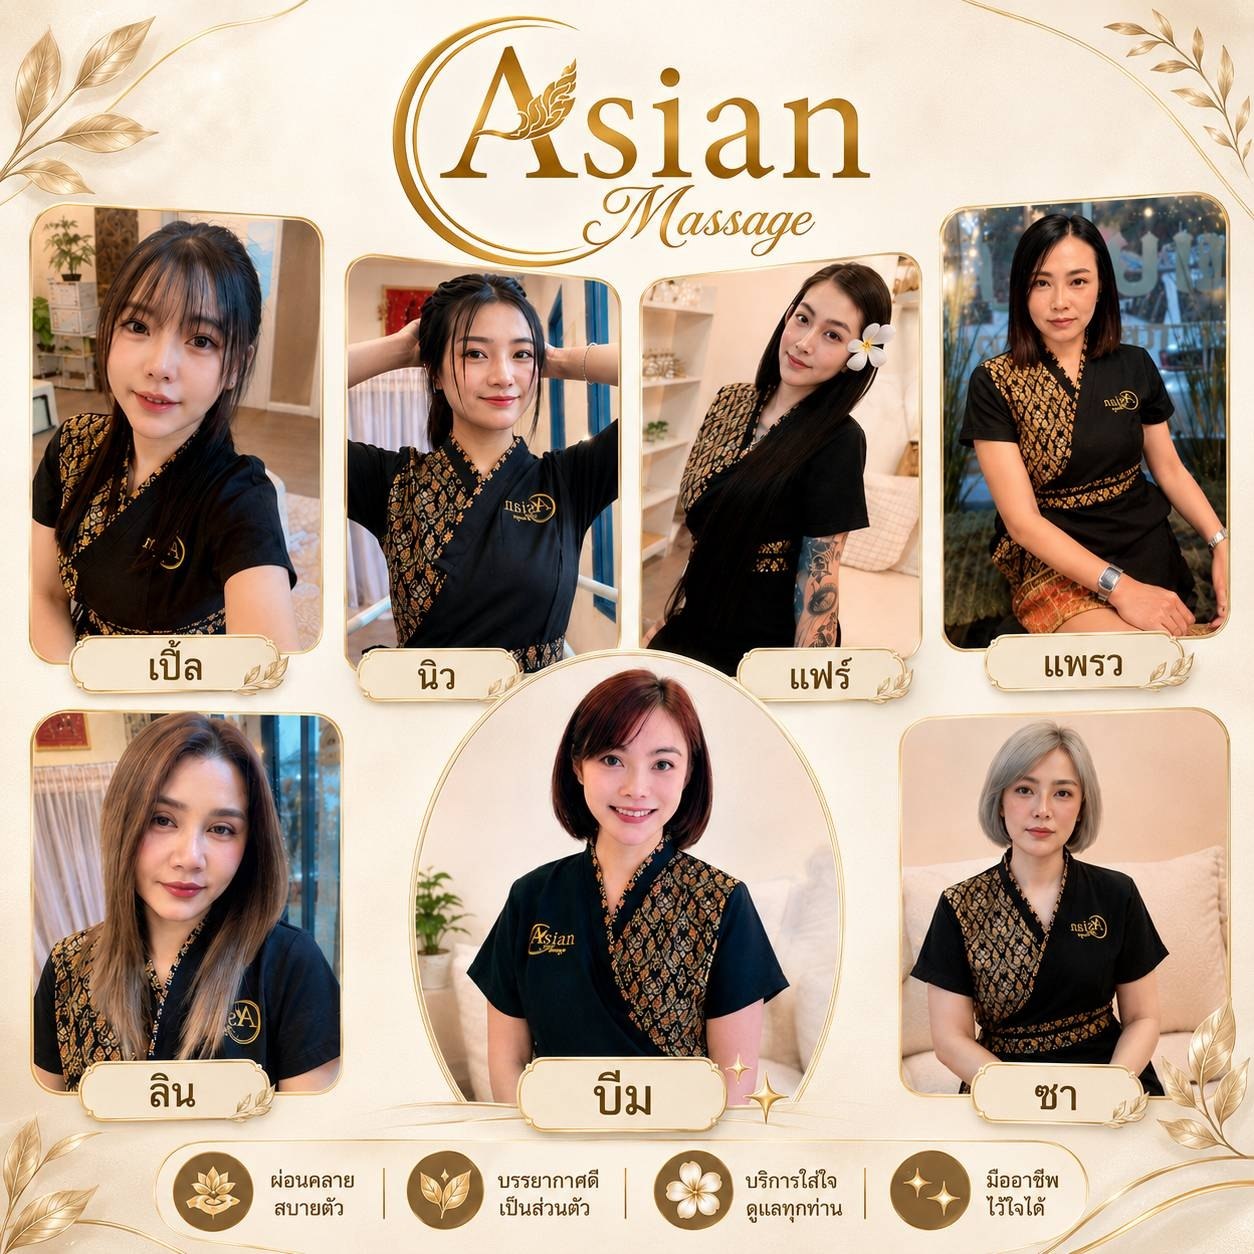 Asian
Massage
เปิ้ล
นิว
แฟร์
แพรว
ลิน
บีม
Asian
ซา
ผ่อนคลาย
สบายตัว
บรรยากาศดี
เป็นส่วนตัว
บริการใส่ใจ
ดูแลทุกท่าน
มืออาชีพ
ไว้ใจได้